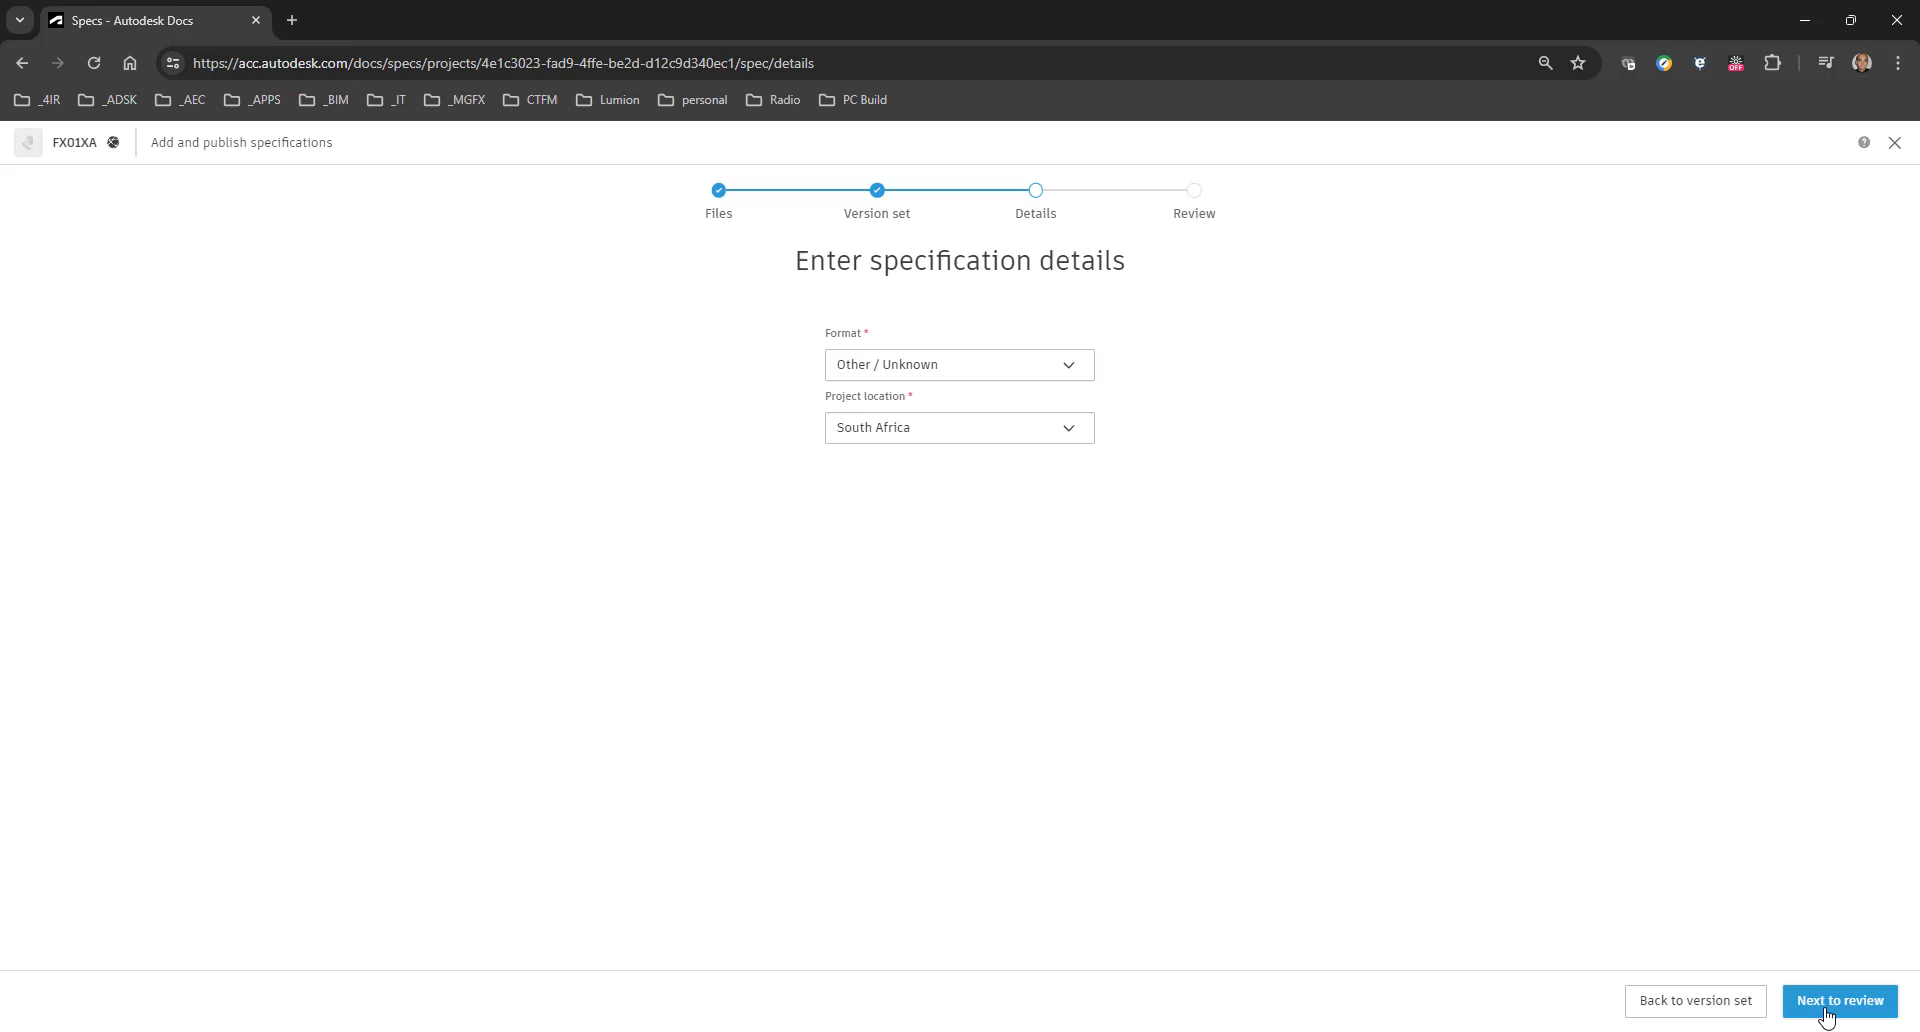 Specs - Autodesk Docs
https://acc.autodesk.com/docs/specs/projects/4e1c3023-fad9-4ffe-be2d-d12c9d340ec1/spec/details
OFF
_4IR
_ADSK
_AEC
_APPS
_BIM
_IT
_MGFX
CTFM
Lumion
personal
Radio
PC Build
FX01XA
Add and publish specifications
Files
Version set
Details
Review
Enter specification details
Format *
Other / Unknown
Project location *
South Africa
Back to version set
Next to review